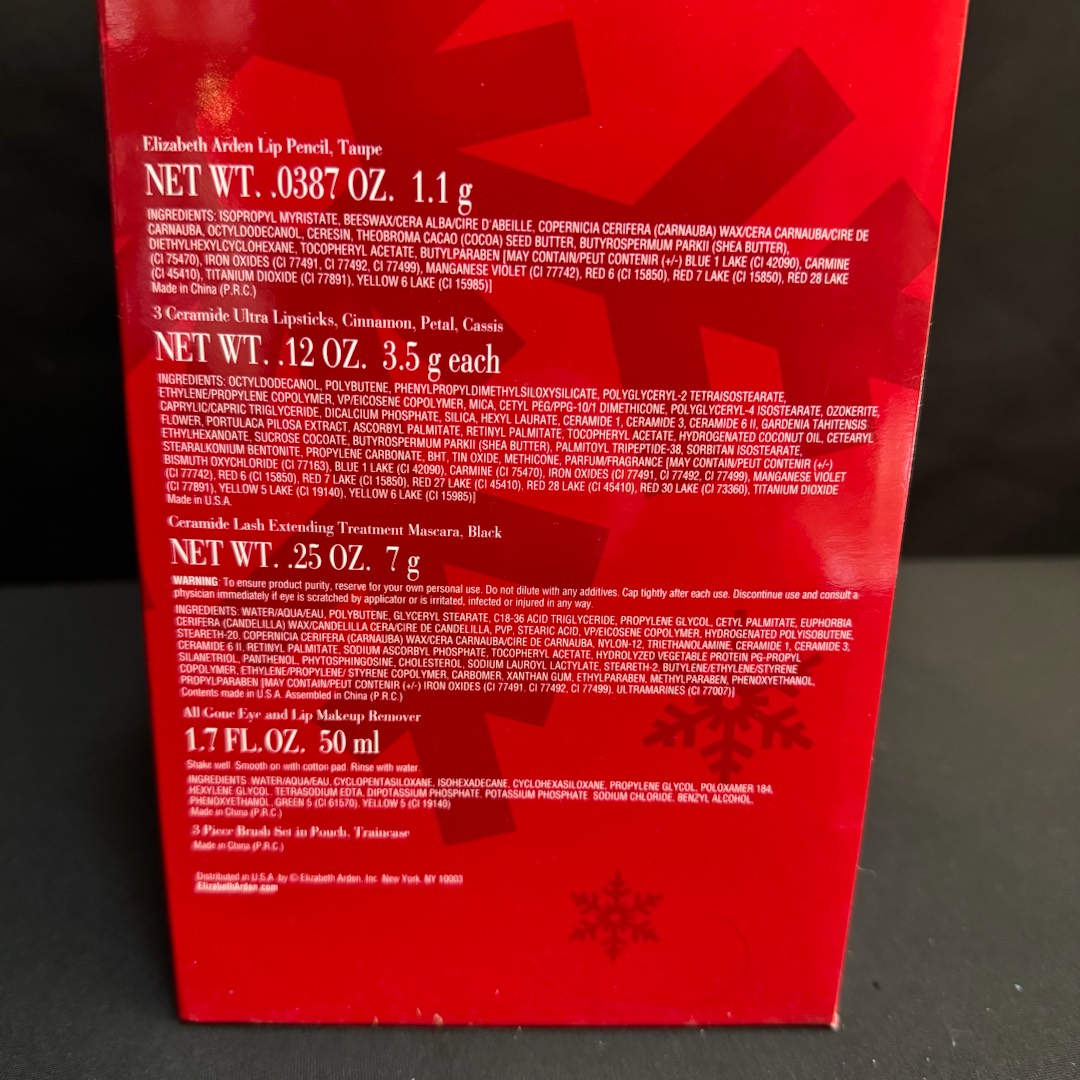 Elizabeth Arden Lip Pencil, Taupe
NET WT. .0387 OZ. 1.1 g
INGREDIENTS: ISOPROPYL MYRISTATE, BEESWAX/CERA ALBA/CIRE D'ABEILLE, COPERNICIA CERIFERA (CARNAUBA) WAX/CERA CARNAUBA/CIRE DE
CARNAUBA, OCTYLDODECANOL, CERESIN, THEOBROMA CACAO (COCOA) SEED BUTTER, BUTYROSPERMUM PARKII (SHEA BUTTER),
DIETHYLHEXYLCYCLOHEXANE, TOCOPHERYL ACETATE, BUTYLPARABEN [MAY CONTAIN/PEUT CONTENIR (+/-) BLUE 1 LAKE (CI 42090), CARMINE
(CI 75470), IRON OXIDES (CI 77491, CI 77492, CI 77499), MANGANESE VIOLET (CI 77742), RED 6 (CI 15850), RED 7 LAKE (CI 15850), RED 28 LAKE
(CI 45410), TITANIUM DIOXIDE (CI 77891), YELLOW 6 LAKE (CI 15985)]
Made in China (P.R.C.)
3 Ceramide Ultra Lipsticks, Cinnamon, Petal, Cassis
NET WT. .12 OZ. 3.5 g each
INGREDIENTS: OCTYLDODECANOL, POLYBUTENE, PHENYLPROPYLDIMETHYLSILOXYSILICATE, POLYGLYCERYL-2 TETRAISOSTEARATE,
ETHYLENE/PROPYLENE COPOLYMER, VP/EICOSENE COPOLYMER, MICA, CETYL PEG/PPG-10/1 DIMETHICONE, POLYGLYCERYL-4 ISOSTEARATE, OZOKERITE,
CAPRYLIC/CAPRIC TRIGLYCERIDE, DICALCIUM PHOSPHATE, SILICA, HEXYL LAURATE, CERAMIDE 1, CERAMIDE 3, CERAMIDE 6 II, GARDENIA TAHITENSIS
FLOWER, PORTULACA PILOSA EXTRACT, ASCORBYL PALMITATE, RETINYL PALMITATE, TOCOPHERYL ACETATE, HYDROGENATED COCONUT OIL, CETEARYL
ETHYLHEXANOATE, SUCROSE COCOATE, BUTYROSPERMUM PARKII (SHEA BUTTER), PALMITOYL TRIPEPTIDE-38, SORBITAN ISOSTEARATE,
STEARALKONIUM BENTONITE, PROPYLENE CARBONATE, BHT, TIN OXIDE, METHICONE, PARFUM/FRAGRANCE [MAY CONTAIN/PEUT CONTENIR (+/-)
BISMUTH OXYCHLORIDE (CI 77163), BLUE 1 LAKE (CI 42090), CARMINE (CI 75470), IRON OXIDES (CI 77491, CI 77492, CI 77499), MANGANESE VIOLET
(CI 77742), RED 6 (CI 15850), RED 7 LAKE (CI 15850), RED 27 LAKE (CI 45410), RED 28 LAKE (CI 45410), RED 30 LAKE (CI 73360), TITANIUM DIOXIDE
(CI 77891), YELLOW 5 LAKE (CI 19140), YELLOW 6 LAKE (CI 15985)]
Made in U.S.A.
Ceramide Lash Extending Treatment Mascara, Black
NET WT. .25 OZ. 7 g
WARNING: To ensure product purity, reserve for your own personal use. Do not dilute with any additives. Cap tightly after each use. Discontinue use and consult a
physician immediately if eye is scratched by applicator or is irritated, infected or injured in any way.
INGREDIENTS: WATER/AQUA/EAU, POLYBUTENE, GLYCERYL STEARATE, C18-36 ACID TRIGLYCERIDE, PROPYLENE GLYCOL, CETYL PALMITATE, EUPHORBIA
CERIFERA (CANDELILLA) WAX/CANDELILLA CERA/CIRE DE CANDELILLA, PVP, STEARIC ACID, VP/EICOSENE COPOLYMER, HYDROGENATED POLYISOBUTENE,
STEARETH-20, COPERNICIA CERIFERA (CARNAUBA) WAX/CERA CARNAUBA/CIRE DE CARNAUBA, NYLON-12, TRIETHANOLAMINE, CERAMIDE 1, CERAMIDE 3,
CERAMIDE 6 II, RETINYL PALMITATE, SODIUM ASCORBYL PHOSPHATE, TOCOPHERYL ACETATE, HYDROLYZED VEGETABLE PROTEIN PG-PROPYL
SILANETRIOL, PANTHENOL, PHYTOSPHINGOSINE, CHOLESTEROL, SODIUM LAUROYL LACTYLATE, STEARETH-2, BUTYLENE/ETHYLENE/STYRENE
COPOLYMER, ETHYLENE/PROPYLENE/ STYRENE COPOLYMER, CARBOMER, XANTHAN GUM, ETHYLPARABEN, METHYLPARABEN, PHENOXYETHANOL,
PROPYLPARABEN [MAY CONTAIN/PEUT CONTENIR (+/-) IRON OXIDES (CI 77491, CI 77492, CI 77499), ULTRAMARINES (CI 77007)]
Contents made in U.S.A. Assembled in China (P.R.C.)
All Gone Eye and Lip Makeup Remover
1.7 FL.OZ. 50 ml
Shake well. Smooth on with cotton pad. Rinse with water.
INGREDIENTS: WATER/AQUA/EAU, CYCLOPENTASILOXANE, ISOHEXADECANE, CYCLOHEXASILOXANE, PROPYLENE GLYCOL, POLOXAMER 184,
HEXYLENE GLYCOL, TETRASODIUM EDTA, DIPOTASSIUM PHOSPHATE, POTASSIUM PHOSPHATE, SODIUM CHLORIDE, BENZYL ALCOHOL,
PHENOXYETHANOL, GREEN 5 (CI 61570), YELLOW 5 (CI 19140)
Made in China (P.R.C.)
3 Piece Brush Set in Pouch, Traincase
Made in China (P.R.C.)
Distributed in U.S.A. by © Elizabeth Arden, Inc. New York, NY 10003
ElizabethArden.com